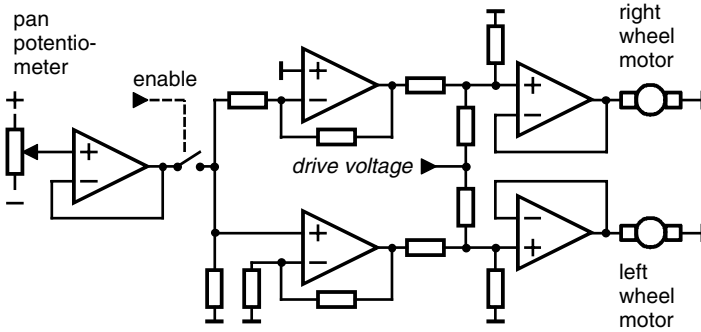 pan
potentio-
meter
enable
drive voltage
right
wheel
motor
left
wheel
motor
+
−
+
−
+
−
+
−
+
−
−
+